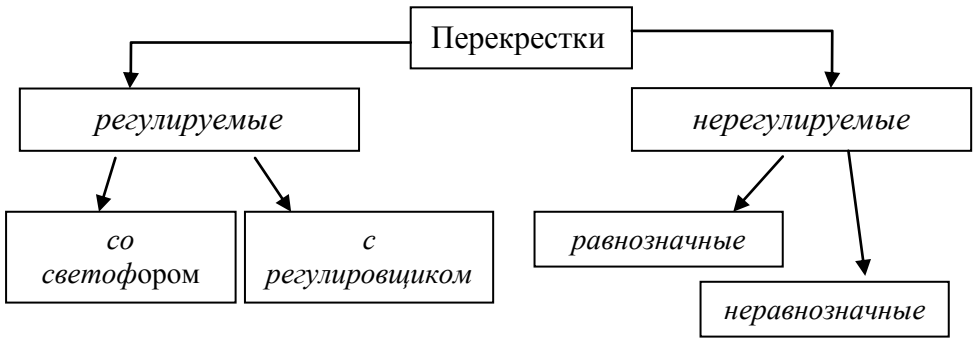 Перекрестки
регулируемые
нерегулируемые
со
светофором
с
регулировщиком
равнозначные
неравнозначные